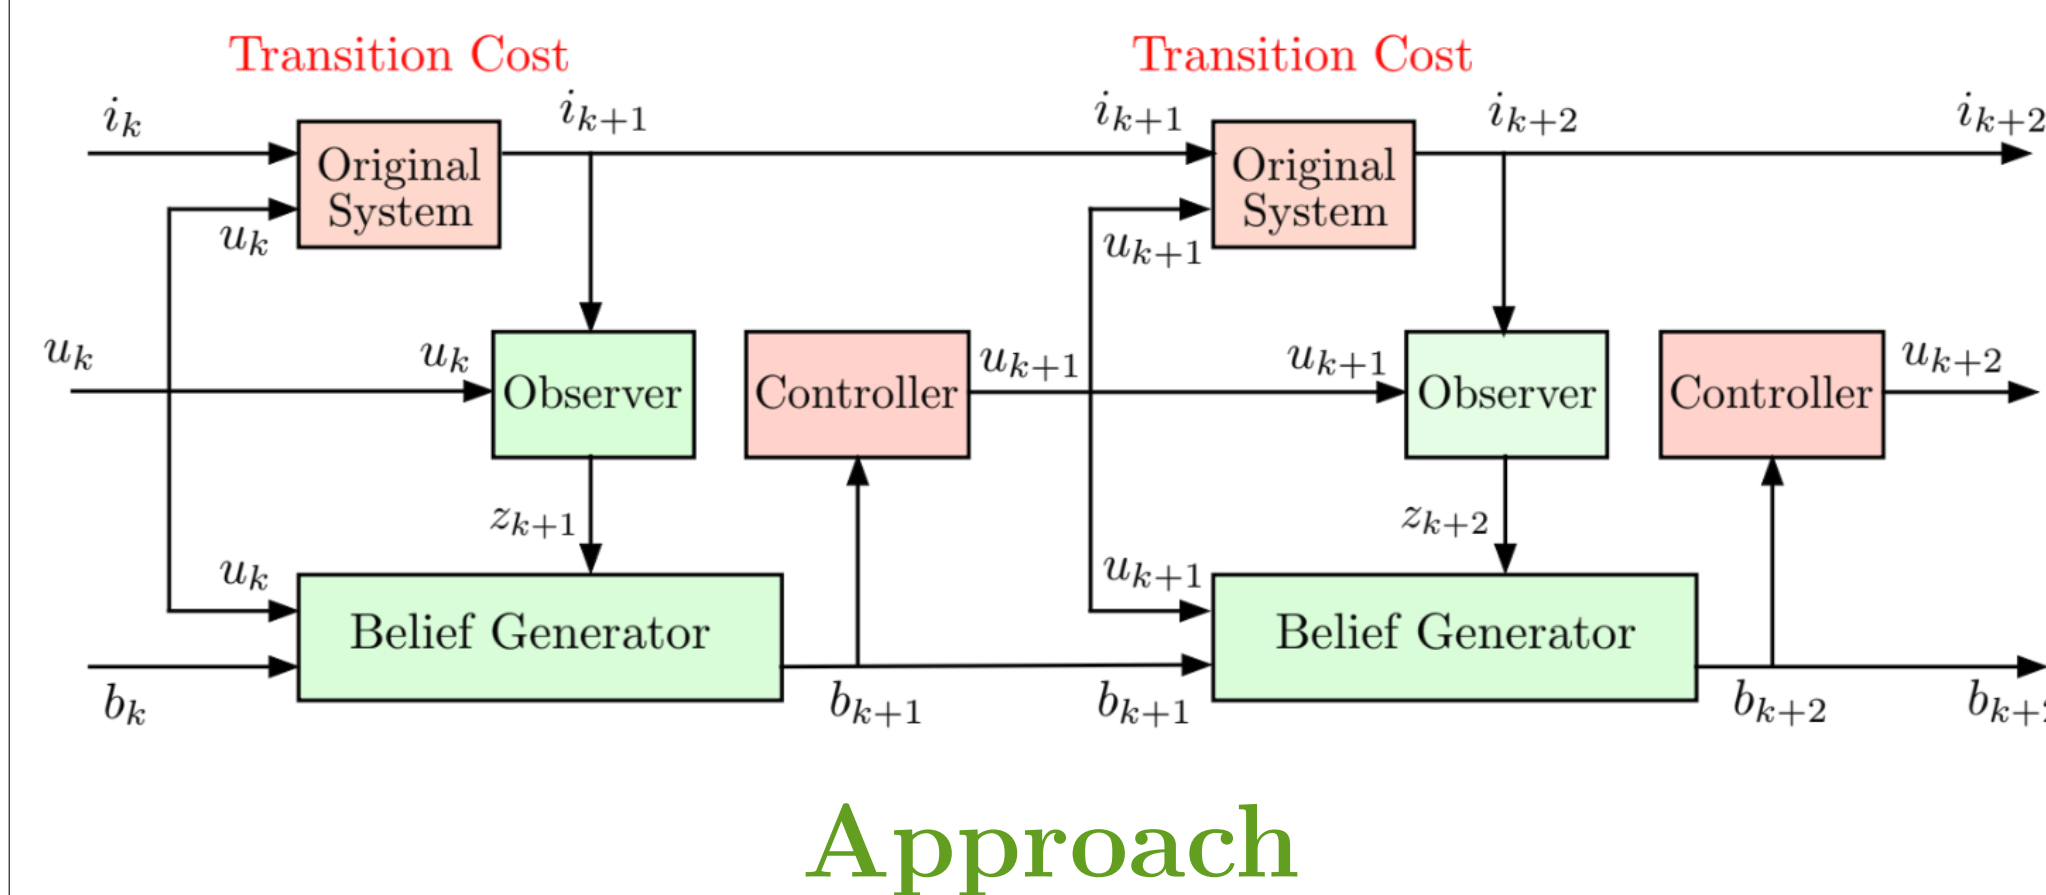 Transition Cost
Transition Cost
i_k
i_{k+1}
i_{k+1}
i_{k+2}
i_{k+2}
Original
System
Original
System
u_k
u_{k+1}
u_k
u_k
Observer
Controller
u_{k+1}
u_{k+1}
Observer
Controller
u_{k+2}
z_{k+1}
z_{k+2}
u_k
u_{k+1}
Belief Generator
Belief Generator
b_k
b_{k+1}
b_{k+1}
b_{k+2}
b_{k+2}
Approach